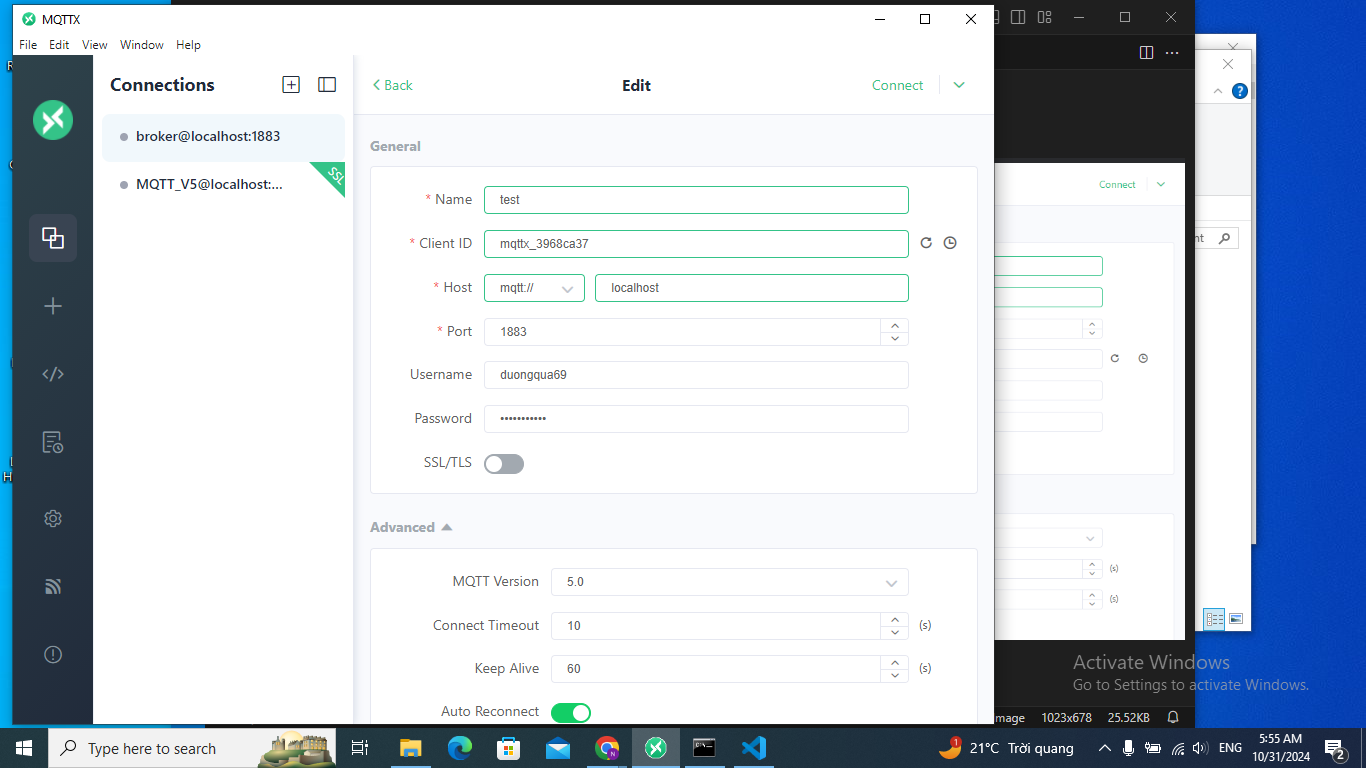 MQTTX
File Edit View Window Help
Connections
Back
Edit
Connect
broker@localhost:1883
MQTT_V5@localhost:...
SSL
General
* Name
test
* Client ID
mqttx_3968ca37
* Host
mqtt://
localhost
* Port
1883
Username
duongqua69
Password
•••••••••••
SSL/TLS
Advanced
MQTT Version
5.0
Connect Timeout
10
(s)
Keep Alive
60
(s)
Auto Reconnect
Connect
(s)
(s)
Activate Windows
Go to Settings to activate Windows.
1023x678 25.52KB
Type here to search
1
21°C Trời quang
ENG
5:55 AM
10/31/2024
2